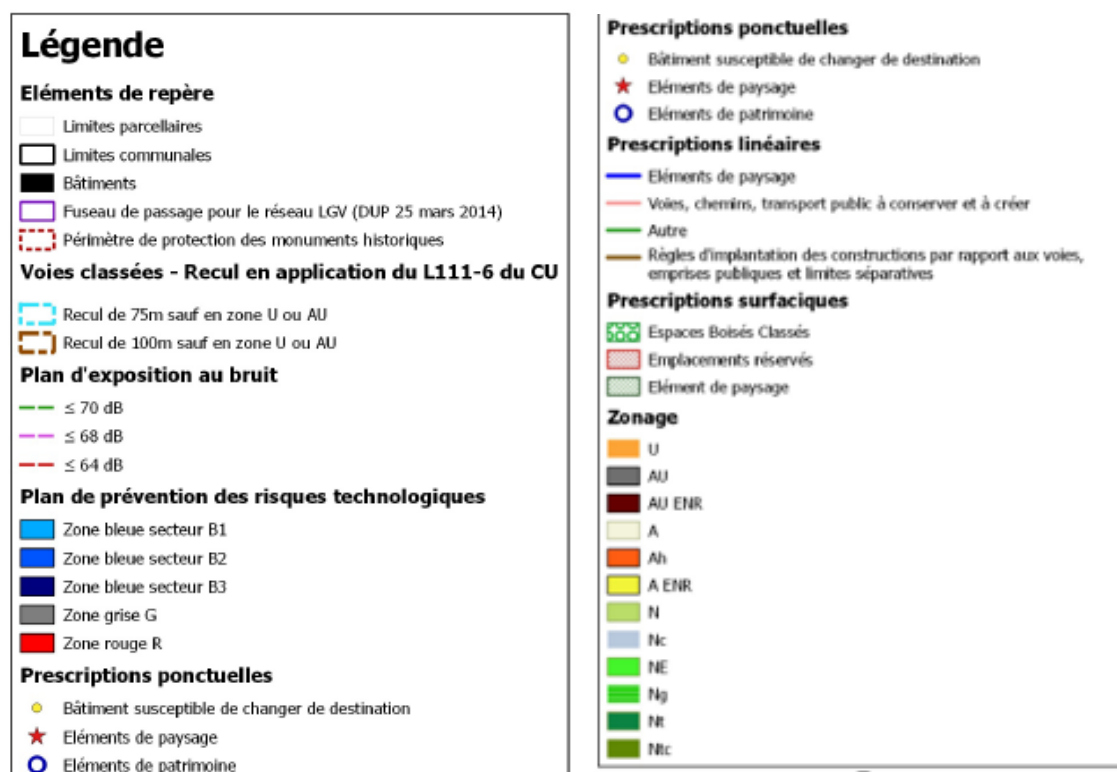 Légende
Eléments de repère
Limites parcellaires
Limites communales
Bâtiments
Fuseau de passage pour le réseau LGV (DUP 25 mars 2014)
Périmètre de protection des monuments historiques
Voies classées - Recul en application du L111-6 du CU
Recul de 75m sauf en zone U ou AU
Recul de 100m sauf en zone U ou AU
Plan d'exposition au bruit
≤ 70 dB
≤ 68 dB
≤ 64 dB
Plan de prévention des risques technologiques
Zone bleue secteur B1
Zone bleue secteur B2
Zone bleue secteur B3
Zone grise G
Zone rouge R
Prescriptions ponctuelles
Bâtiment susceptible de changer de destination
Eléments de paysage
Eléments de patrimoine
Prescriptions ponctuelles
Bâtiment susceptible de changer de destination
Eléments de paysage
Eléments de patrimoine
Prescriptions linéaires
Eléments de paysage
Voies, chemins, transport public à conserver et à créer
Autre
Règles d'implantation des constructions par rapport aux voies,
emprises publiques et limites séparatives
Prescriptions surfaciques
Espaces Boisés Classés
Emplacements réservés
Elément de paysage
Zonage
U
AU
AU ENR
A
Ah
A ENR
N
Nc
NE
Ng
Nt
Ntc